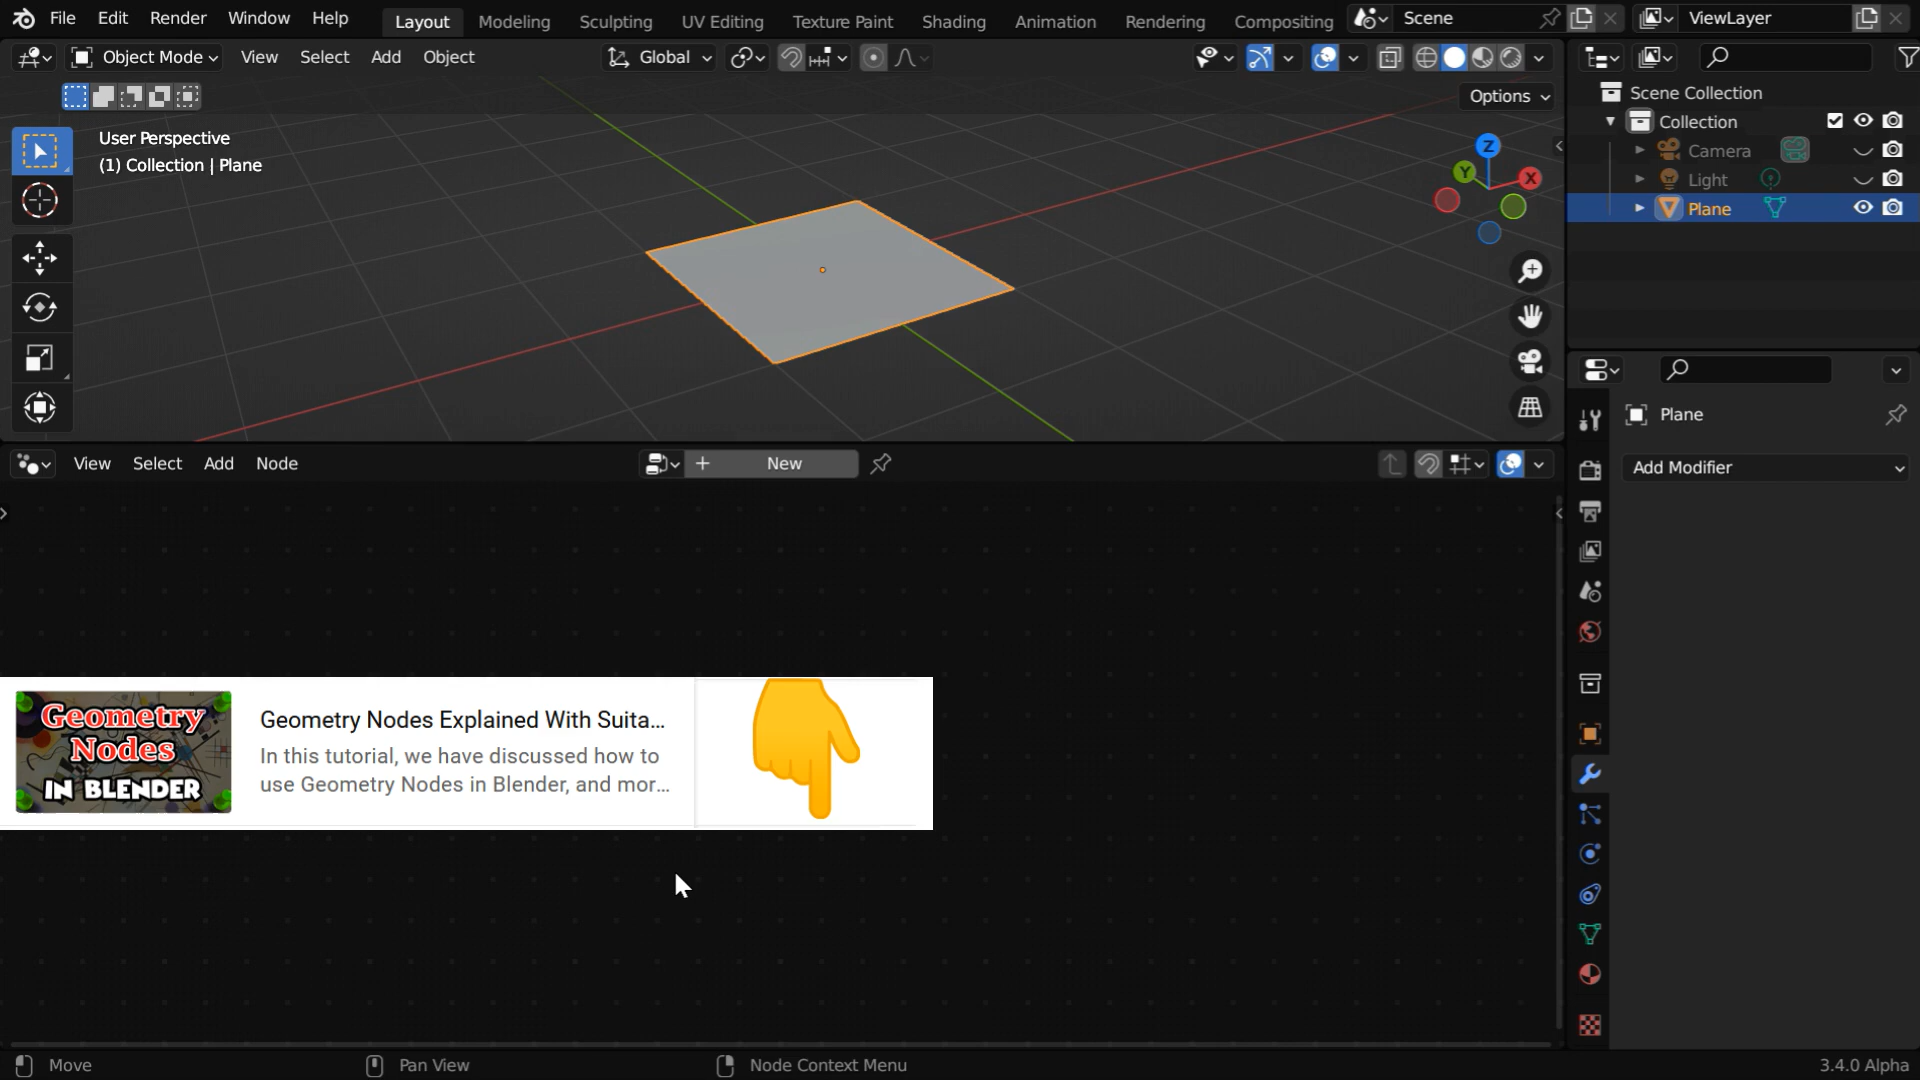 File Edit Render Window Help Layout Modeling Sculpting UV Editing Texture Paint Shading Animation Rendering Compositing Scene ViewLayer
Object Mode View Select Add Object Global
Options
User Perspective
(1) Collection | Plane
Z
Y
X
Scene Collection
Collection
Camera
Light
Plane
Plane
Add Modifier
View Select Add Node New
Geometry
Nodes
IN BLENDER
Geometry Nodes Explained With Suita...
In this tutorial, we have discussed how to
use Geometry Nodes in Blender, and mor...
Move Pan View Node Context Menu 3.4.0 Alpha